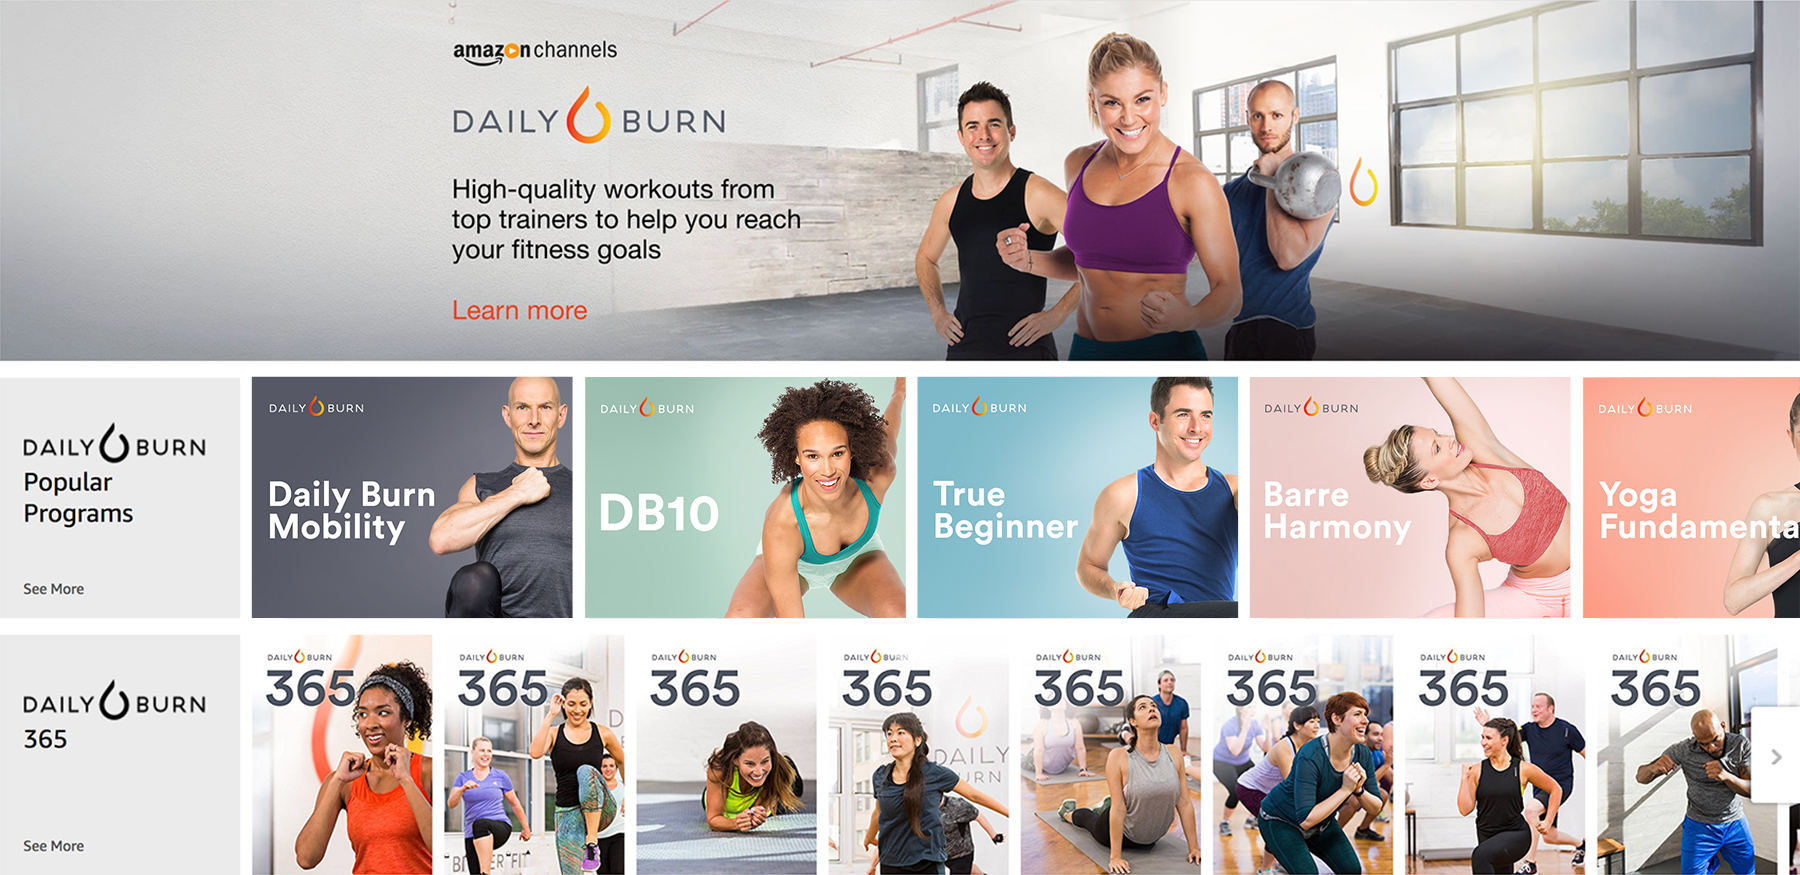 amazon channels
DAILY BURN
High-quality workouts from
top trainers to help you reach
your fitness goals
Learn more
DAILY BURN
Popular
Programs
See More
DAILY BURN
Daily Burn
Mobility
DAILY BURN
DB10
DAILY BURN
True
Beginner
DAILY BURN
Barre
Harmony
DAILY BURN
Yoga
Fundamenta
DAILY BURN
365
See More
DAILY BURN
365
DAILY BURN
365
DAILY BURN
365
DAILY BURN
365
DAILY
URN
DAILY BURN
365
DAILY BURN
365
DAILY BURN
365
DAILY BURN
365